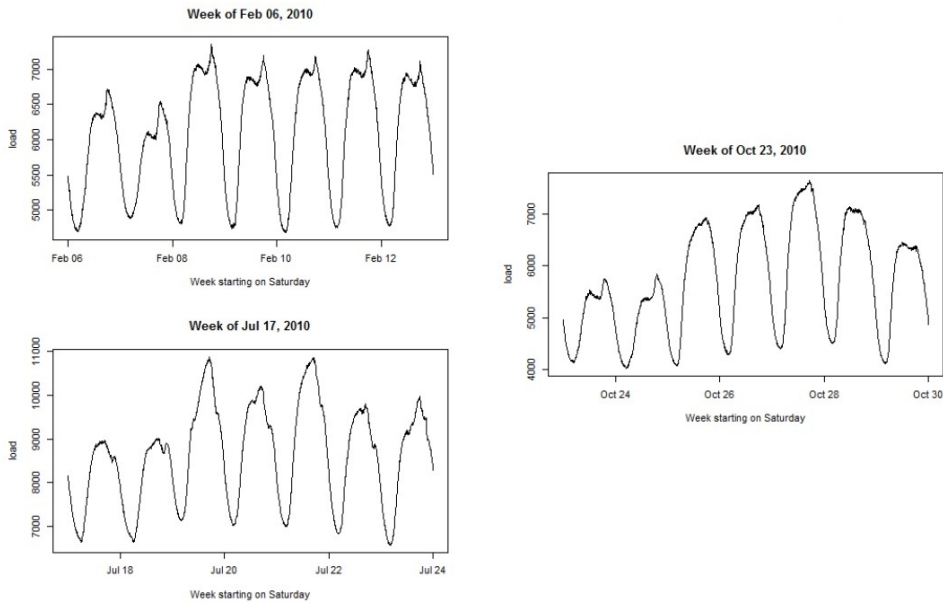 Week of Feb 06, 2010
load
7000
6500
6000
5500
5000
Feb 06 Feb 08 Feb 10 Feb 12
Week starting on Saturday
Week of Jul 17, 2010
load
11000
10000
9000
8000
7000
Jul 18 Jul 20 Jul 22 Jul 24
Week starting on Saturday
Week of Oct 23, 2010
load
7000
6000
5000
4000
Oct 24 Oct 26 Oct 28 Oct 30
Week starting on Saturday